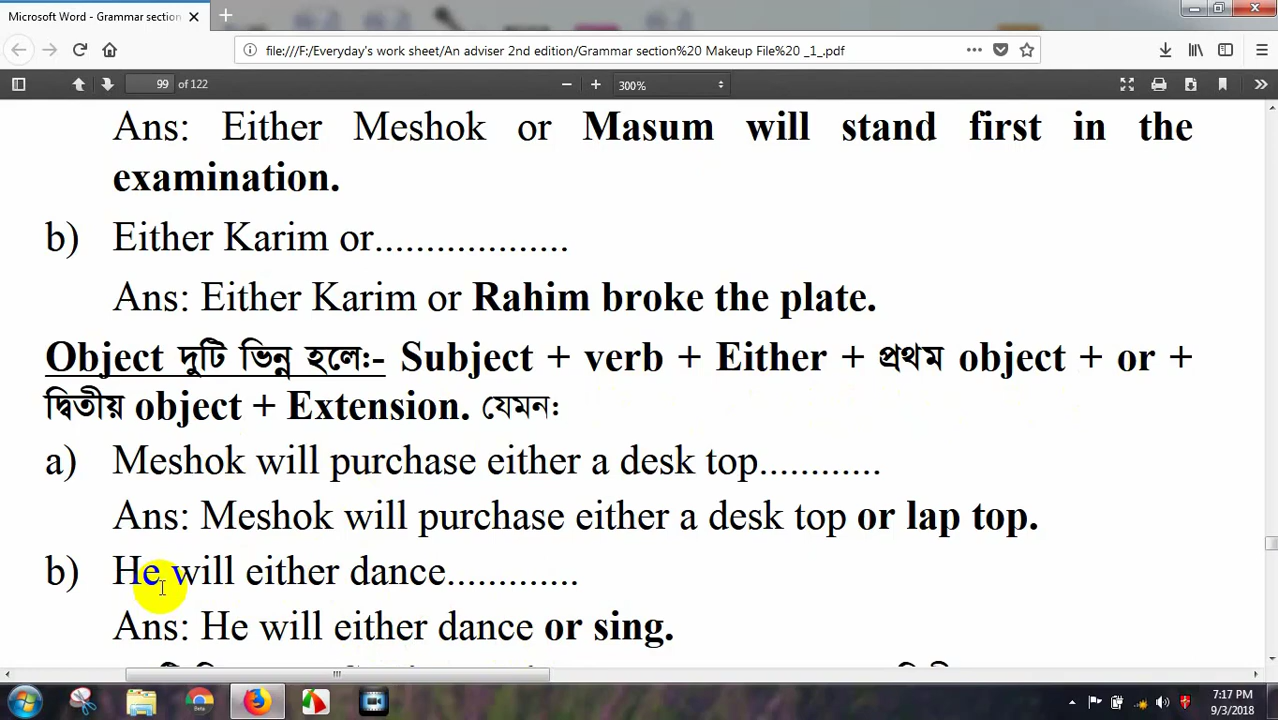 Microsoft Word - Grammar section
file:///F:/Everyday's work sheet/An adviser 2nd edition/Grammar section%20 Makeup File%20 _1_.pdf
99 of 122
300%
Ans: Either Meshok or Masum will stand first in the
examination.
b) Either Karim or...................
Ans: Either Karim or Rahim broke the plate.
Object দুটি ভিন্ন হলেঃ- Subject + verb + Either + প্রথম object + or +
দ্বিতীয় object + Extension. যেমনঃ
a) Meshok will purchase either a desk top............
Ans: Meshok will purchase either a desk top or lap top.
b) He will either dance.............
Ans: He will either dance or sing.
7:17 PM
9/3/2018